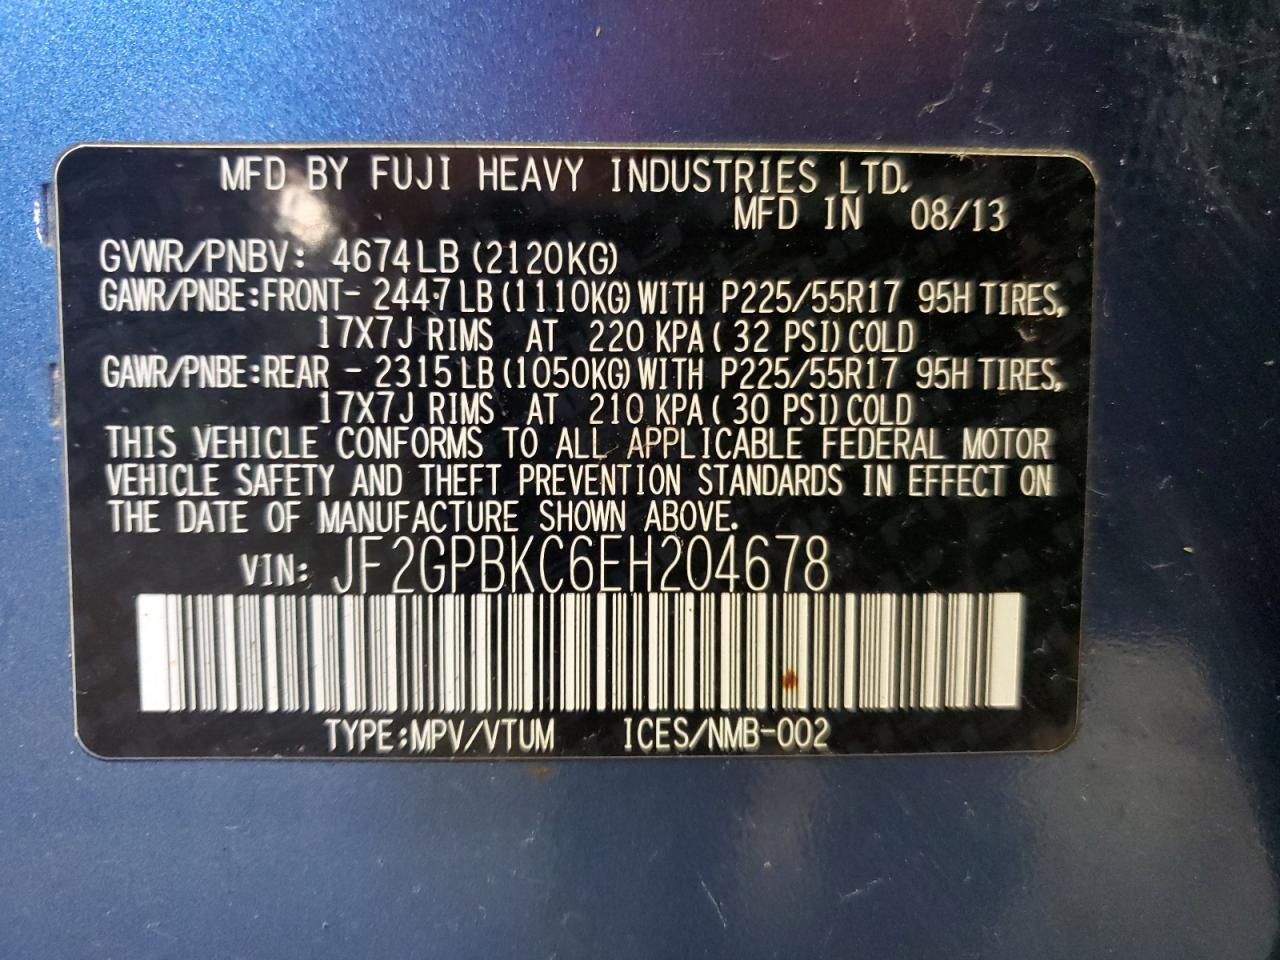 MFD BY FUJI HEAVY INDUSTRIES LTD.
MFD IN 08/13
GVWR/PNBV: 4674LB (2120KG)
GAWR/PNBE:FRONT- 2447LB (1110KG) WITH P225/55R17 95H TIRES,
17X7J RIMS AT 220 KPA ( 32 PSI) COLD
GAWR/PNBE:REAR - 2315LB (1050KG) WITH P225/55R17 95H TIRES,
17X7J RIMS AT 210 KPA ( 30 PSI) COLD
THIS VEHICLE CONFORMS TO ALL APPLICABLE FEDERAL MOTOR
VEHICLE SAFETY AND THEFT PREVENTION STANDARDS IN EFFECT ON
THE DATE OF MANUFACTURE SHOWN ABOVE.
VIN: JF2GPBKC6EH204678
TYPE:MPV/VTUM ICES/NMB-002